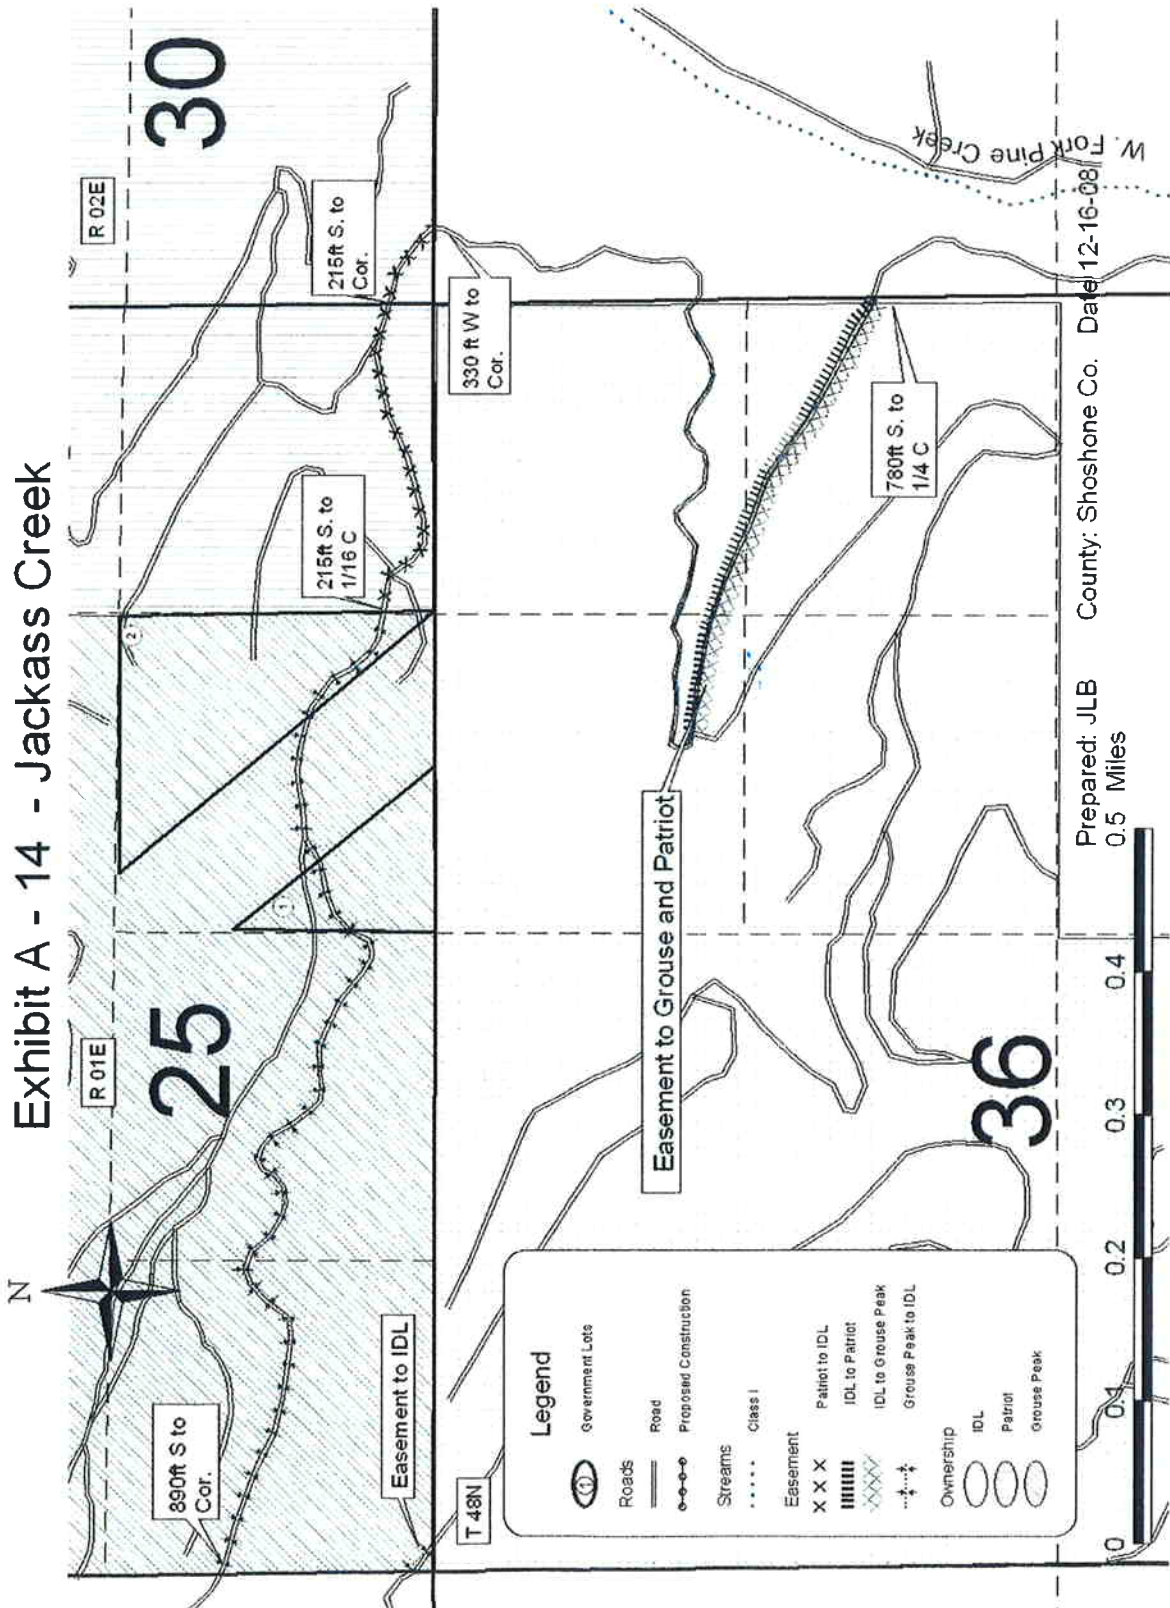 Exhibit A - 14 - Jackass Creek
N
R 01E
R 02E
25
30
2
1
890ft S to
Cor.
215ft S. to
1/16 C
215ft S. to
Cor.
Easement to IDL
330 ft W to
Cor.
T 48N
Easement to Grouse and Patriot
780ft S. to
1/4 C
36
W. Fork Pine Creek
Legend
1
Government Lots
Roads
Road
Proposed Construction
Streams
Class I
Easement
Patriot to IDL
IDL to Patriot
IDL to Grouse Peak
Grouse Peak to IDL
Ownership
IDL
Patriot
Grouse Peak
Prepared: JLB
County: Shoshone Co.
Date 12-16-08
0
0.1
0.2
0.3
0.4
0.5 Miles